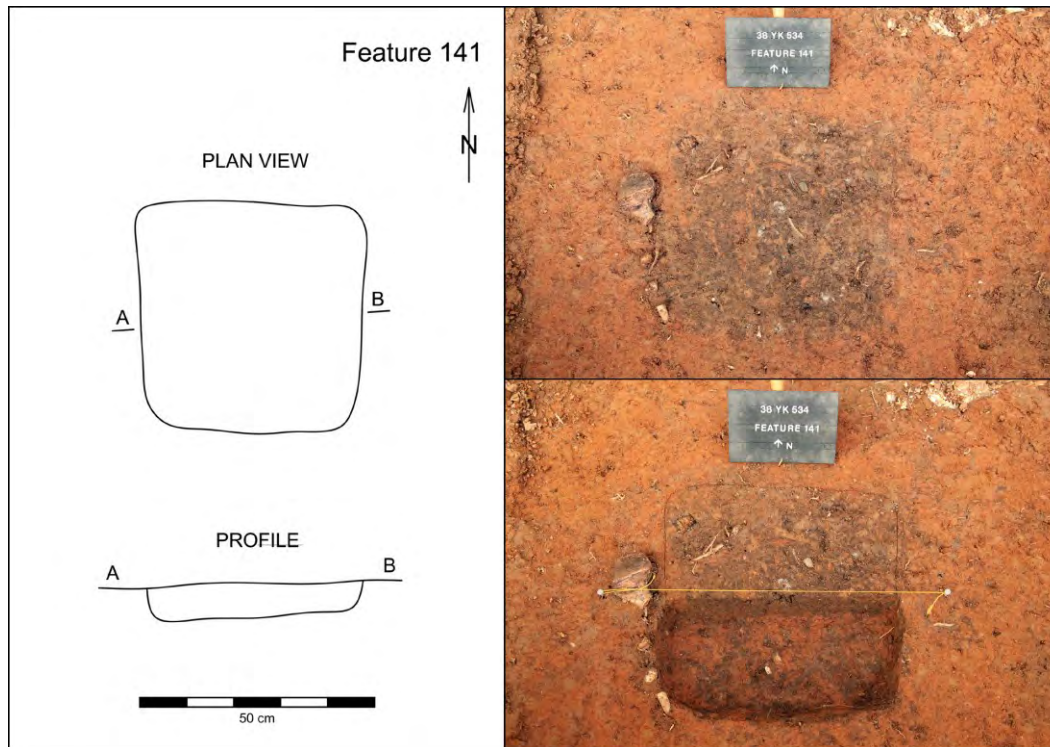 Feature 141
N
PLAN VIEW
A
B
PROFILE
A
B
50 cm
38 YK 534
FEATURE 141
↑ N
38 YK 534
FEATURE 141
↑ N